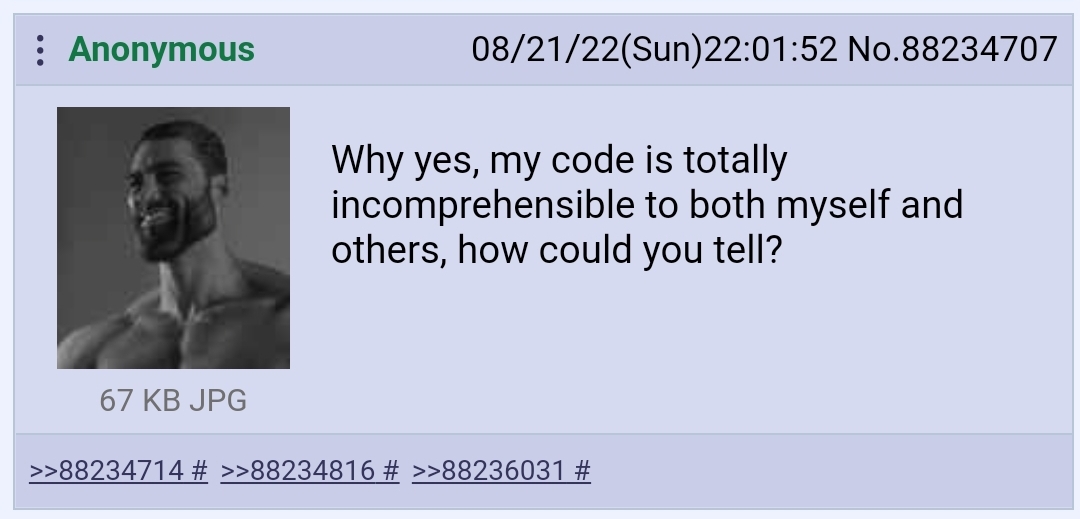 Anonymous 08/21/22(Sun)22:01:52 No.88234707
Why yes, my code is totally
incomprehensible to both myself and
others, how could you tell?
67 KB JPG
>>88234714 # >>88234816 # >>88236031 #